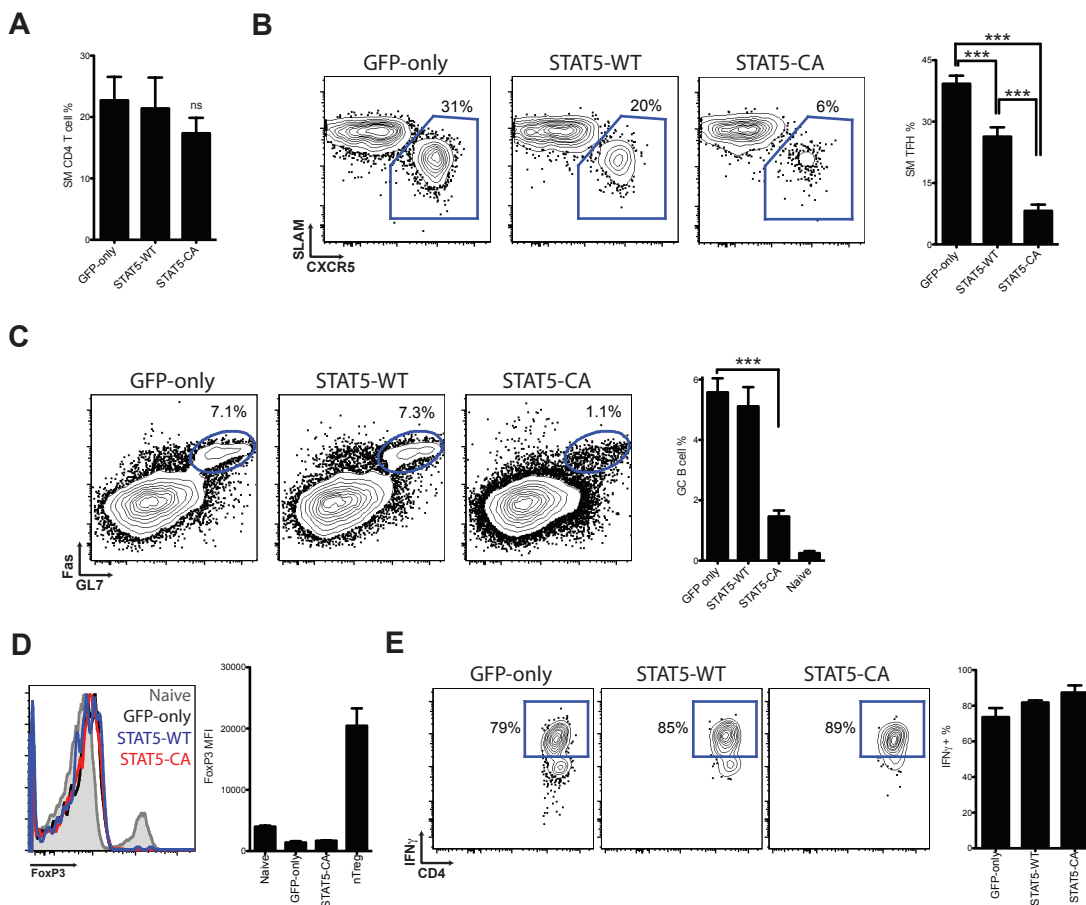 A
SM CD4 T cell %
30
20
10
0
ns
GFP-only
STAT5-WT
STAT5-CA
B
GFP-only
STAT5-WT
STAT5-CA
31%
20%
6%
SLAM
CXCR5
SM TFH %
45
30
15
0
***
***
***
GFP-only
STAT5-WT
STAT5-CA
C
GFP-only
STAT5-WT
STAT5-CA
7.1%
7.3%
1.1%
Fas
GL7
GC B cell %
6
4
2
0
***
GFP only
STAT5-WT
STAT5-CA
Naive
D
Naive
GFP-only
STAT5-WT
STAT5-CA
FoxP3
FoxP3 MFI
30000
20000
10000
0
Naive
GFP-only
STAT5-CA
nTreg
E
GFP-only
STAT5-WT
STAT5-CA
79%
85%
89%
IFNγ
CD4
IFNγ+ %
100
80
60
40
20
0
GFP-only
STAT5-WT
STAT5-CA